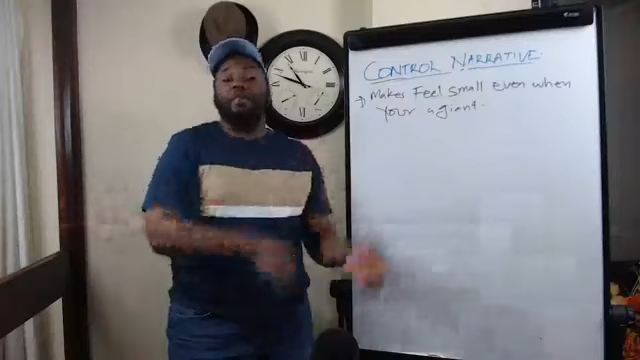 CONTROL NARRATIVE.
→ Makes Feel small even when
your a giant.